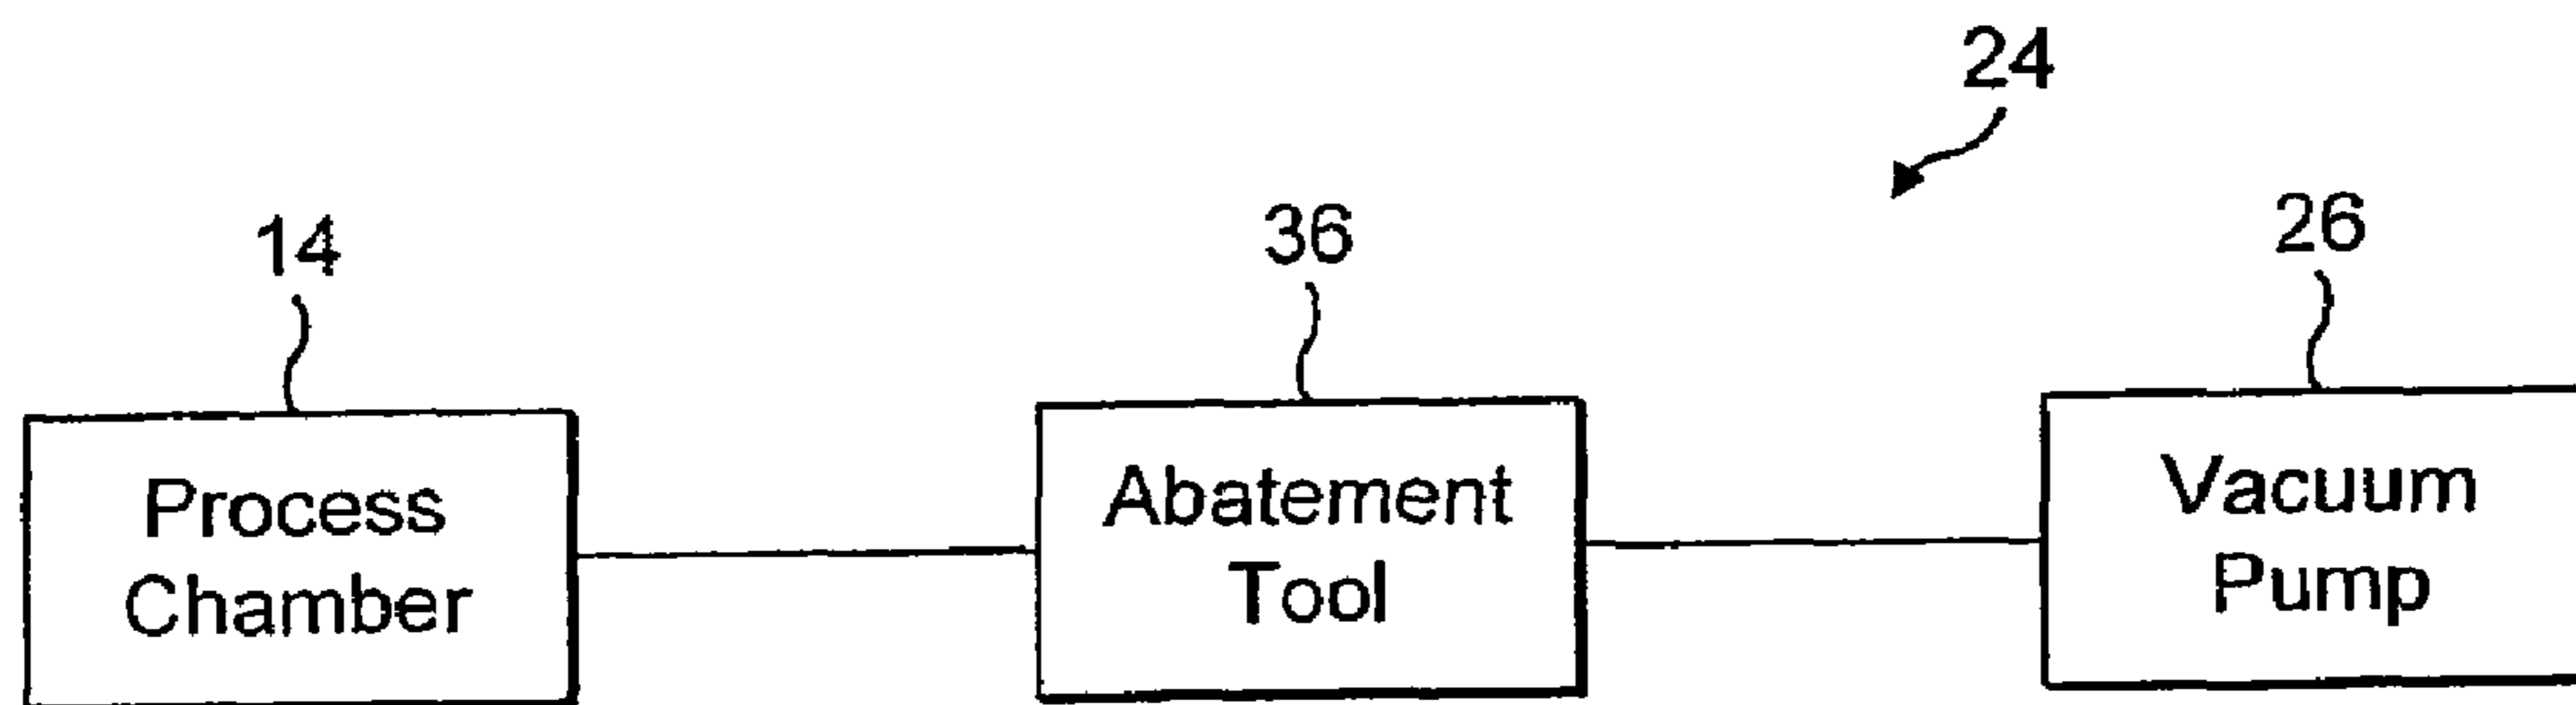 24
14
36
26
Process
Chamber
Abatement
Tool
Vacuum
Pump